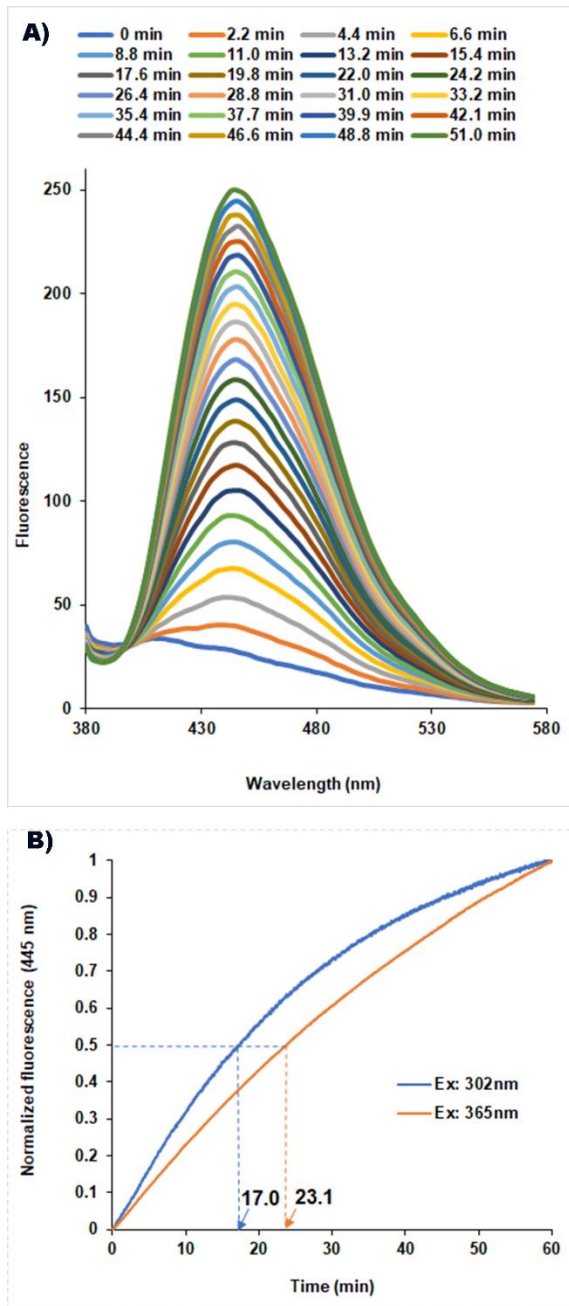 A)
0 min 2.2 min 4.4 min 6.6 min
8.8 min 11.0 min 13.2 min 15.4 min
17.6 min 19.8 min 22.0 min 24.2 min
26.4 min 28.8 min 31.0 min 33.2 min
35.4 min 37.7 min 39.9 min 42.1 min
44.4 min 46.6 min 48.8 min 51.0 min
250
200
150
100
50
0
Fluorescence
380 430 480 530 580
Wavelength (nm)
B)
1
0.9
0.8
0.7
0.6
0.5
0.4
0.3
0.2
0.1
0
Normalized fluorescence (445 nm)
Ex: 302nm
Ex: 365nm
17.0 23.1
0 10 20 30 40 50 60
Time (min)